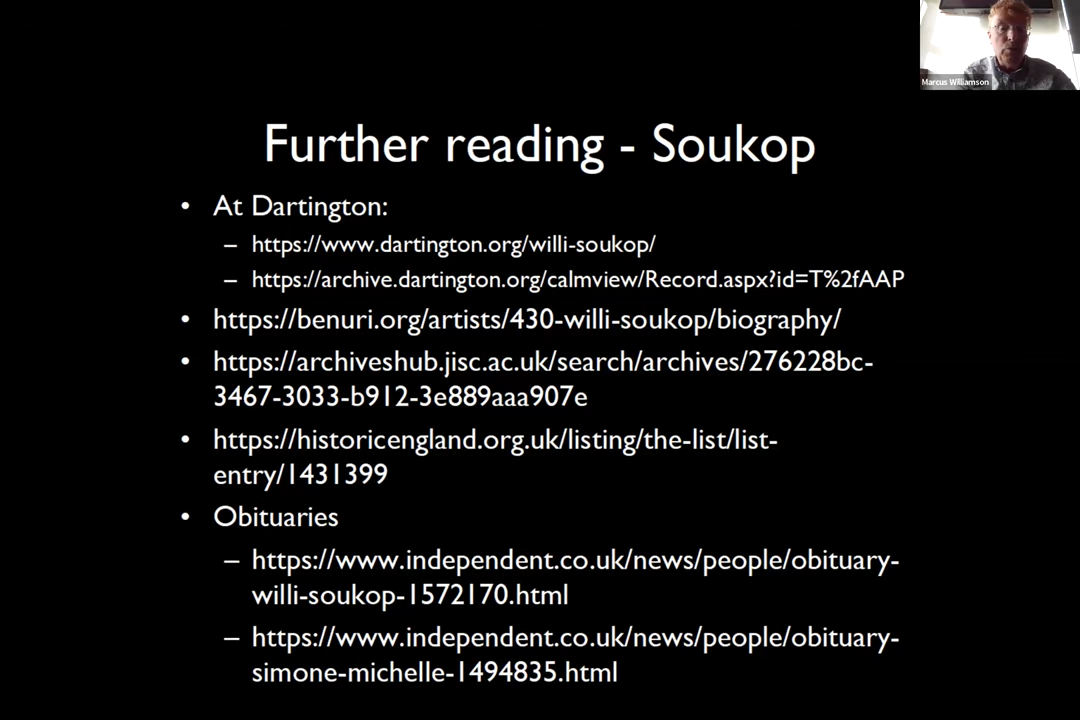 Marcus Williamson
Further reading - Soukop
• At Dartington:
– https://www.dartington.org/willi-soukop/
– https://archive.dartington.org/calmview/Record.aspx?id=T%2fAAP
• https://benuri.org/artists/430-willi-soukop/biography/
• https://archiveshub.jisc.ac.uk/search/archives/276228bc-
3467-3033-b912-3e889aaa907e
• https://historicengland.org.uk/listing/the-list/list-
entry/1431399
• Obituaries
– https://www.independent.co.uk/news/people/obituary-
willi-soukop-1572170.html
– https://www.independent.co.uk/news/people/obituary-
simone-michelle-1494835.html